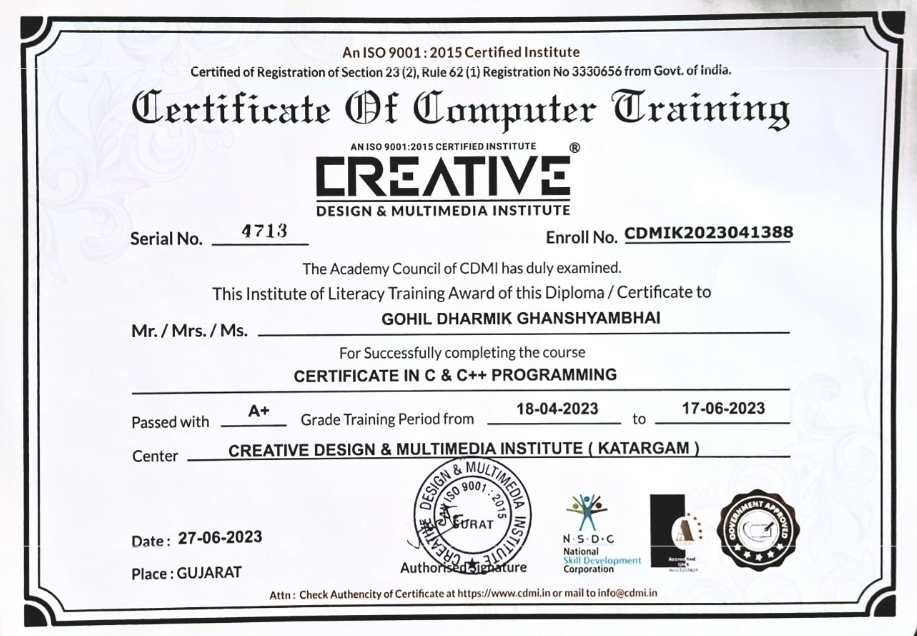 An ISO 9001 : 2015 Certified Institute
Certified of Registration of Section 23 (2), Rule 62 (1) Registration No 3330656 from Govt. of India.
Certificate Of Computer Training
AN ISO 9001:2015 CERTIFIED INSTITUTE ®
CREATIVE
DESIGN & MULTIMEDIA INSTITUTE
Serial No. 4713 Enroll No. CDMIK2023041388
The Academy Council of CDMI has duly examined.
This Institute of Literacy Training Award of this Diploma / Certificate to
Mr. / Mrs. / Ms. GOHIL DHARMIK GHANSHYAMBHAI
For Successfully completing the course
CERTIFICATE IN C & C++ PROGRAMMING
Passed with A+ Grade Training Period from 18-04-2023 to 17-06-2023
Center CREATIVE DESIGN & MULTIMEDIA INSTITUTE ( KATARGAM )
CREATIVE DESIGN & MULTIMEDIA INSTITUTE
AN ISO 9001:2015
SURAT
N·S·D·C
National
Skill Development
Corporation
A
Accredited
GOVERNMENT APPROVED
Date : 27-06-2023
Place : GUJARAT
Authorised Signature
Attn : Check Authencity of Certificate at https://www.cdmi.in or mail to info@cdmi.in